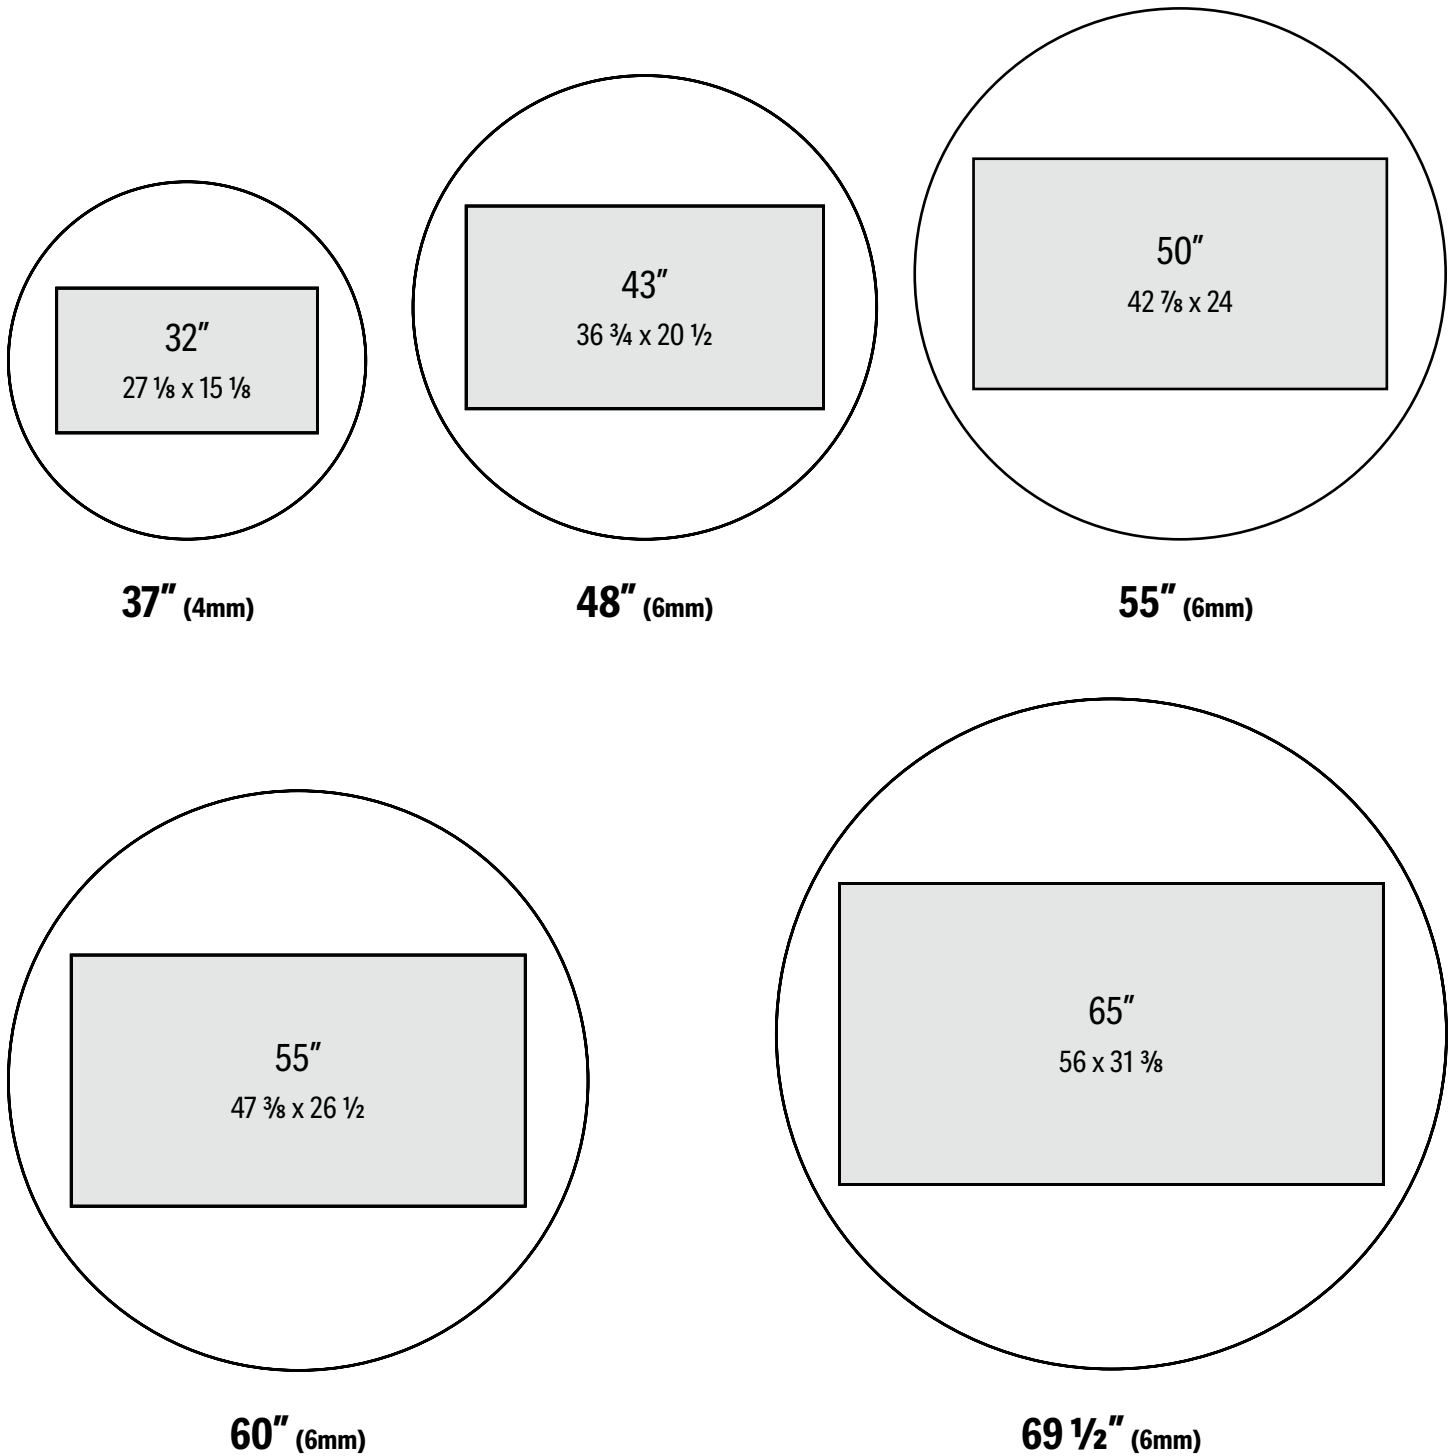 32″
27 ⅛ x 15 ⅛
37″ (4mm)
43″
36 ¾ x 20 ½
48″ (6mm)
50″
42 ⅞ x 24
55″ (6mm)
55″
47 ⅜ x 26 ½
60″ (6mm)
65″
56 x 31 ⅜
69 ½″ (6mm)